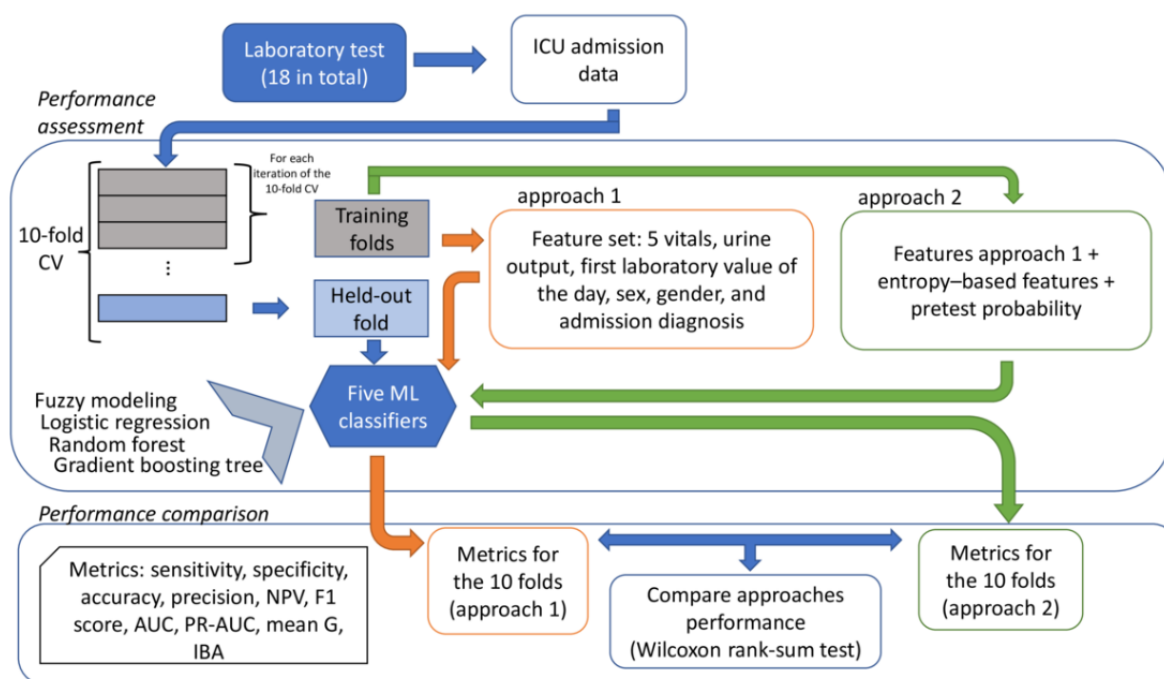 Laboratory test
(18 in total)
ICU admission
data
Performance
assessment
For each
iteration of the
10-fold CV
10-fold
CV
...
Training
folds
Held-out
fold
approach 1
Feature set: 5 vitals, urine
output, first laboratory value of
the day, sex, gender, and
admission diagnosis
approach 2
Features approach 1 +
entropy–based features +
pretest probability
Five ML
classifiers
Fuzzy modeling
Logistic regression
Random forest
Gradient boosting tree
Performance comparison
Metrics: sensitivity, specificity,
accuracy, precision, NPV, F1
score, AUC, PR-AUC, mean G,
IBA
Metrics for
the 10 folds
(approach 1)
Compare approaches
performance
(Wilcoxon rank-sum test)
Metrics for
the 10 folds
(approach 2)